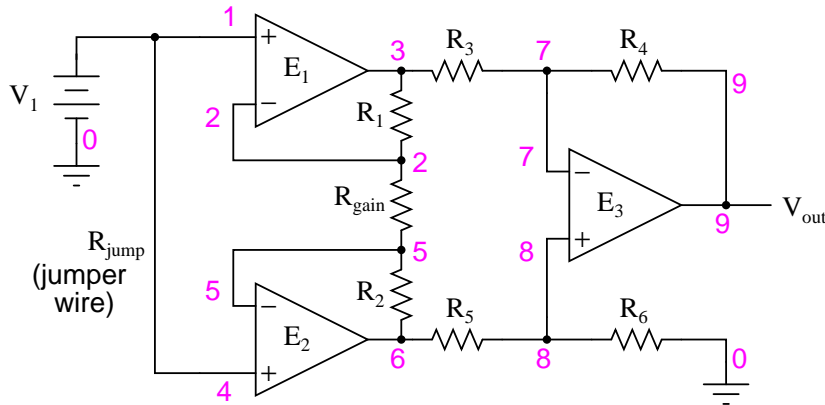 1
+
E1
3
R3
7
R4
9
V1
0
2
−
R1
2
Rgain
7
−
E3
9
Vout
8
+
Rjump
(jumper
wire)
5
5
−
R2
E2
+
4
6
R5
8
R6
0